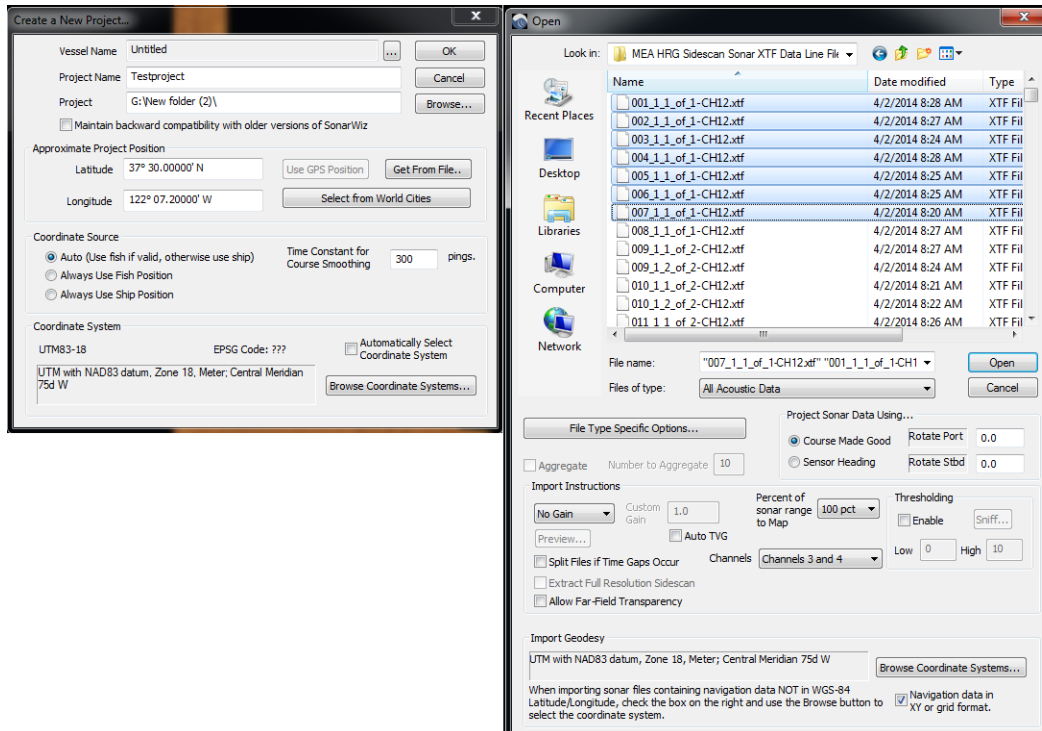 Create a New Project...
Vessel Name Untitled ... OK
Project Name Testproject Cancel
Project G:\New folder (2)\ Browse...
Maintain backward compatibility with older versions of SonarWiz
Approximate Project Position
Latitude 37º 30.00000' N Use GPS Position Get From File..
Longitude 122º 07.20000' W Select from World Cities
Coordinate Source
Auto (Use fish if valid, otherwise use ship)
Always Use Fish Position
Always Use Ship Position
Time Constant for
Course Smoothing 300 pings.
Coordinate System
UTM83-18 EPSG Code: ???
Automatically Select
Coordinate System
UTM with NAD83 datum, Zone 18, Meter; Central Meridian
75d W
Browse Coordinate Systems...
Open
Look in: MEA HRG Sidescan Sonar XTF Data Line File
Recent Places
Desktop
Libraries
Computer
Network
Name Date modified Type
001_1_1_of_1-CH12.xtf 4/2/2014 8:28 AM XTF Fil
002_1_1_of_1-CH12.xtf 4/2/2014 8:27 AM XTF Fil
003_1_1_of_1-CH12.xtf 4/2/2014 8:24 AM XTF Fil
004_1_1_of_1-CH12.xtf 4/2/2014 8:28 AM XTF Fil
005_1_1_of_1-CH12.xtf 4/2/2014 8:25 AM XTF Fil
006_1_1_of_1-CH12.xtf 4/2/2014 8:25 AM XTF Fil
007_1_1_of_1-CH12.xtf 4/2/2014 8:20 AM XTF Fil
008_1_1_of_1-CH12.xtf 4/2/2014 8:27 AM XTF Fil
009_1_1_of_2-CH12.xtf 4/2/2014 8:27 AM XTF Fil
009_1_2_of_2-CH12.xtf 4/2/2014 8:24 AM XTF Fil
010_1_1_of_2-CH12.xtf 4/2/2014 8:21 AM XTF Fil
010_1_2_of_2-CH12.xtf 4/2/2014 8:22 AM XTF Fil
011_1_1_of_2-CH12.xtf 4/2/2014 8:26 AM XTF Fil
File name: "007_1_1_of_1-CH12.xtf" "001_1_1_of_1-CH1 Open
Files of type: All Acoustic Data Cancel
File Type Specific Options...
Aggregate Number to Aggregate 10
Project Sonar Data Using...
Course Made Good Rotate Port 0.0
Sensor Heading Rotate Stbd 0.0
Import Instructions
No Gain Custom
Gain 1.0
Percent of
sonar range
to Map 100 pct
Preview... Auto TVG
Split Files if Time Gaps Occur Channels Channels 3 and 4
Extract Full Resolution Sidescan
Allow Far-Field Transparency
Thresholding
Enable Sniff...
Low 0 High 10
Import Geodesy
UTM with NAD83 datum, Zone 18, Meter; Central Meridian 75d W
Browse Coordinate Systems...
When importing sonar files containing navigation data NOT in WGS-84
Latitude/Longitude, check the box on the right and use the Browse button to
select the coordinate system.
Navigation data in
XY or grid format.